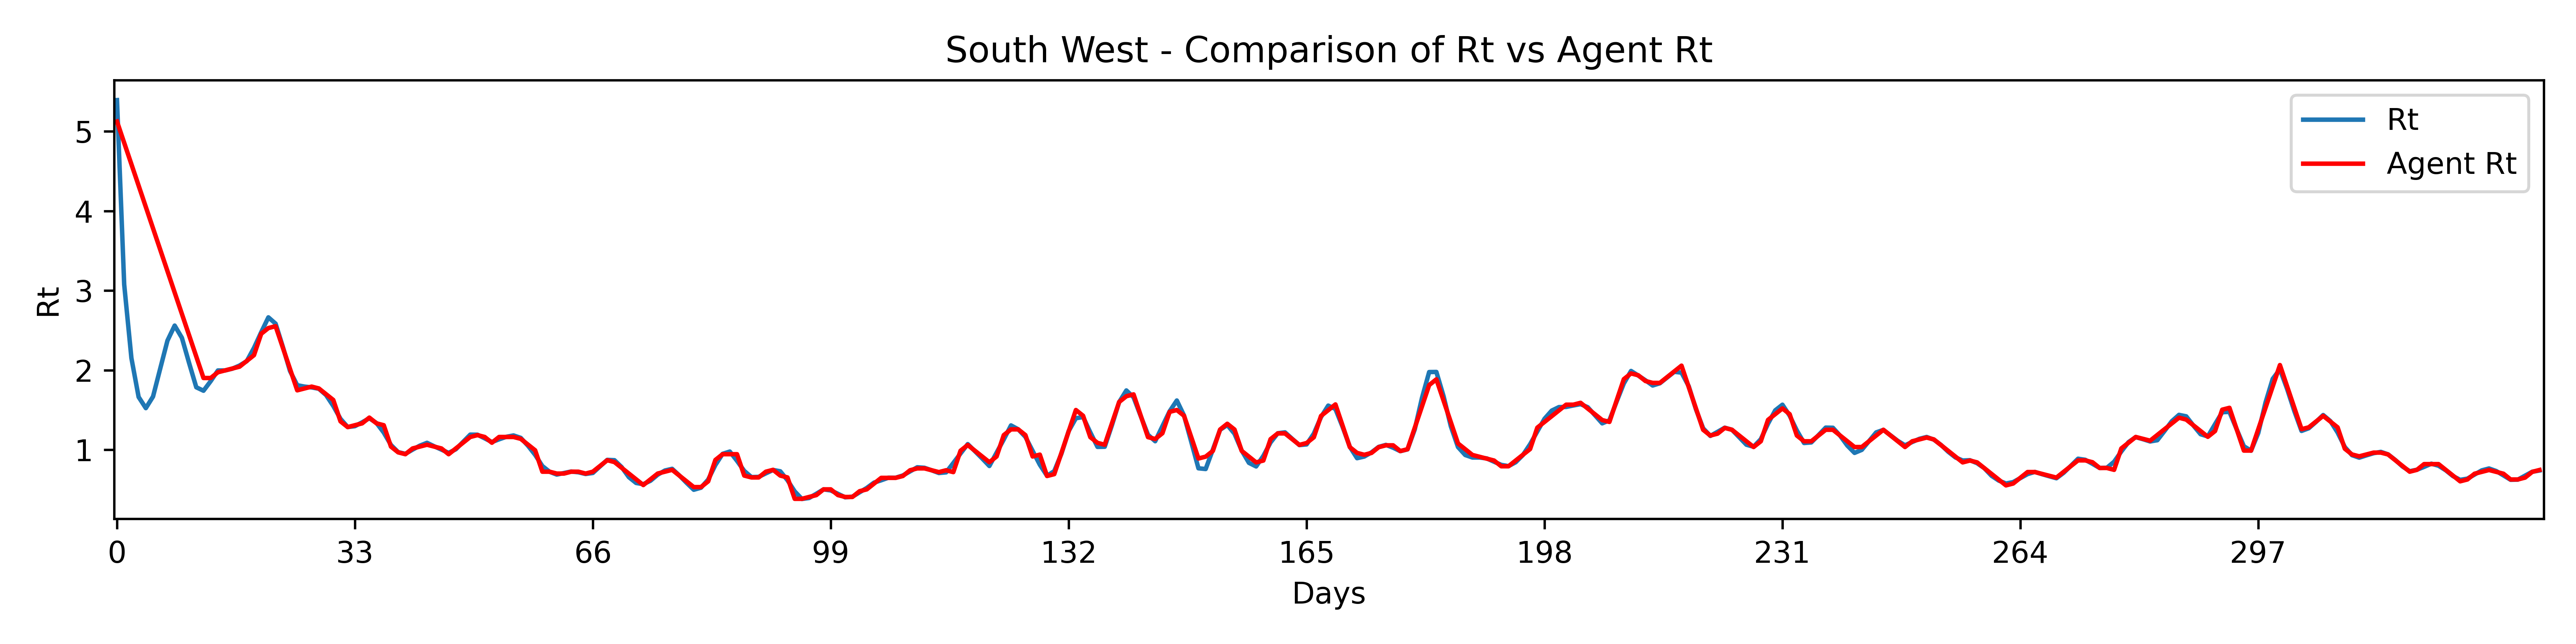 South West - Comparison of Rt vs Agent Rt
Rt
Agent Rt
5
4
3
2
1
Rt
0 33 66 99 132 165 198 231 264 297
Days